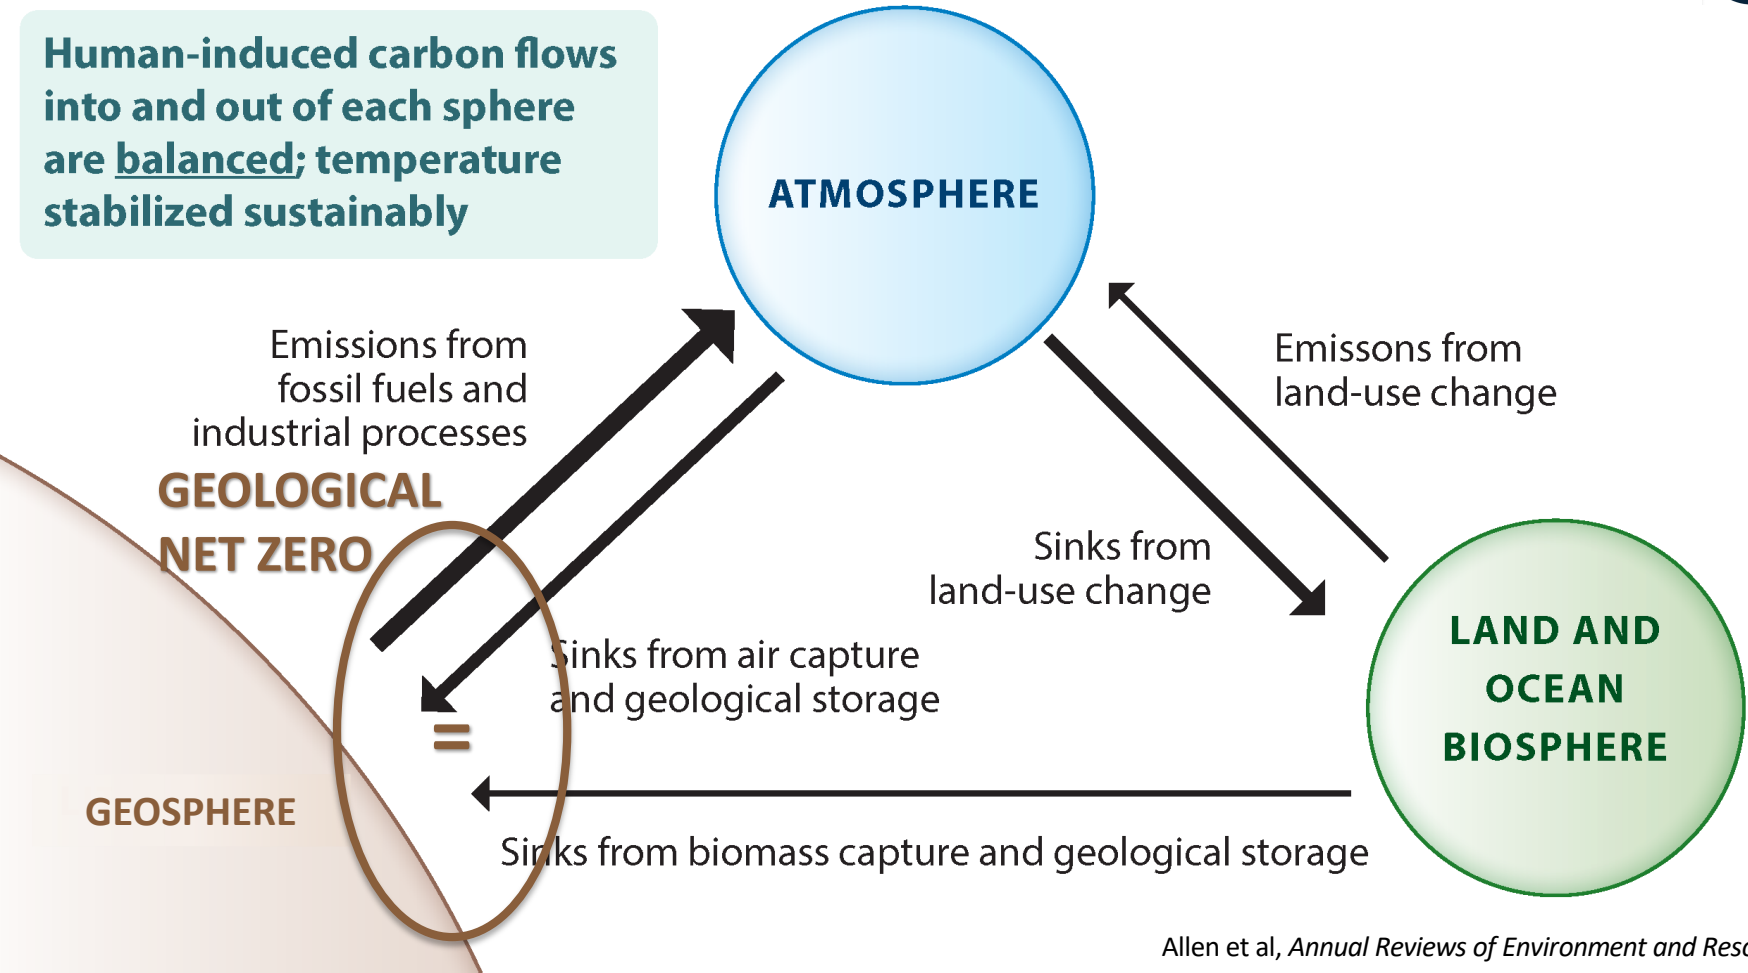 Human-induced carbon flows
into and out of each sphere
are balanced; temperature
stabilized sustainably
ATMOSPHERE
Emissions from
fossil fuels and
industrial processes
Emissons from
land-use change
GEOLOGICAL
NET ZERO
Sinks from
land-use change
Sinks from air capture
and geological storage
=
LAND AND
OCEAN
BIOSPHERE
GEOSPHERE
Sinks from biomass capture and geological storage
Allen et al, Annual Reviews of Environment and